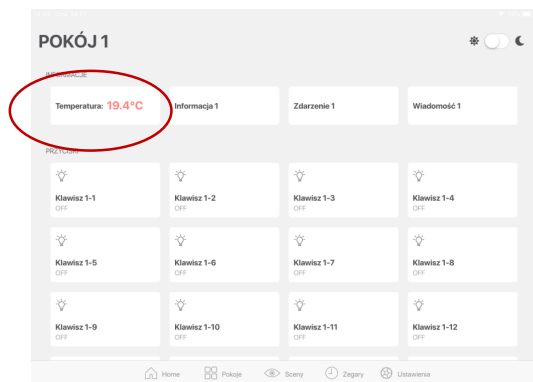 POKÓJ 1
INFORMACJE
Temperatura: 19.4°C
Informacja 1
Zdarzenie 1
Wiadomość 1
PRZYCISKI
Klawisz 1-1
OFF
Klawisz 1-2
OFF
Klawisz 1-3
OFF
Klawisz 1-4
OFF
Klawisz 1-5
OFF
Klawisz 1-6
OFF
Klawisz 1-7
OFF
Klawisz 1-8
OFF
Klawisz 1-9
OFF
Klawisz 1-10
OFF
Klawisz 1-11
OFF
Klawisz 1-12
OFF
Home
Pokoje
Sceny
Zegary
Ustawienia